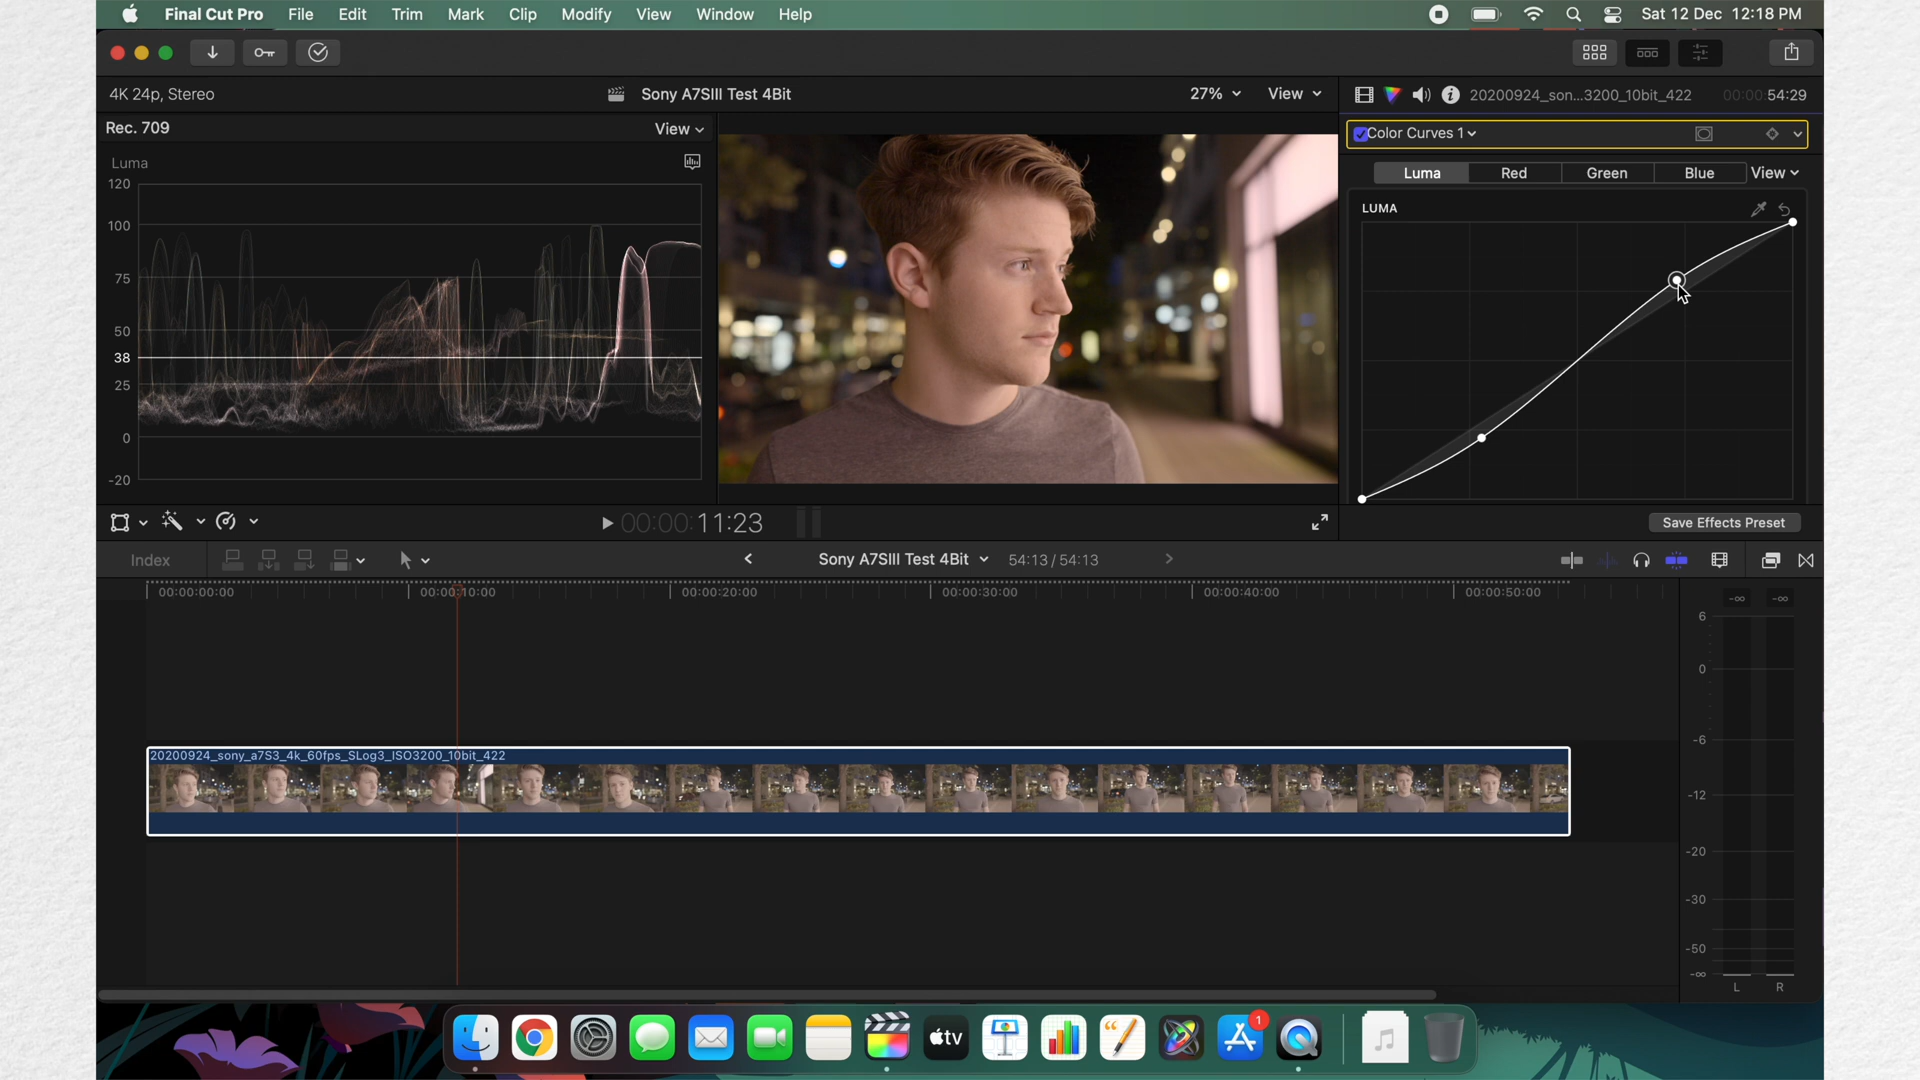 Final Cut Pro File Edit Trim Mark Clip Modify View Window Help Sat 12 Dec 12:18 PM
4K 24p, Stereo Sony A7SIII Test 4Bit 27% View 20200924_son...3200_10bit_422 00:00:54:29
Rec. 709 View
Color Curves 1
Luma
Luma Red Green Blue View
LUMA
120
100
75
50
38
25
0
-20
00:00:11:23
Save Effects Preset
Index Sony A7SIII Test 4Bit 54:13 / 54:13
00:00:00:00 00:00:10:00 00:00:20:00 00:00:30:00 00:00:40:00 00:00:50:00
-∞ -∞
6
0
-6
-12
-20
-30
-50
-∞
L R
20200924_sony_a7S3_4k_60fps_SLog3_ISO3200_10bit_422
tv
1